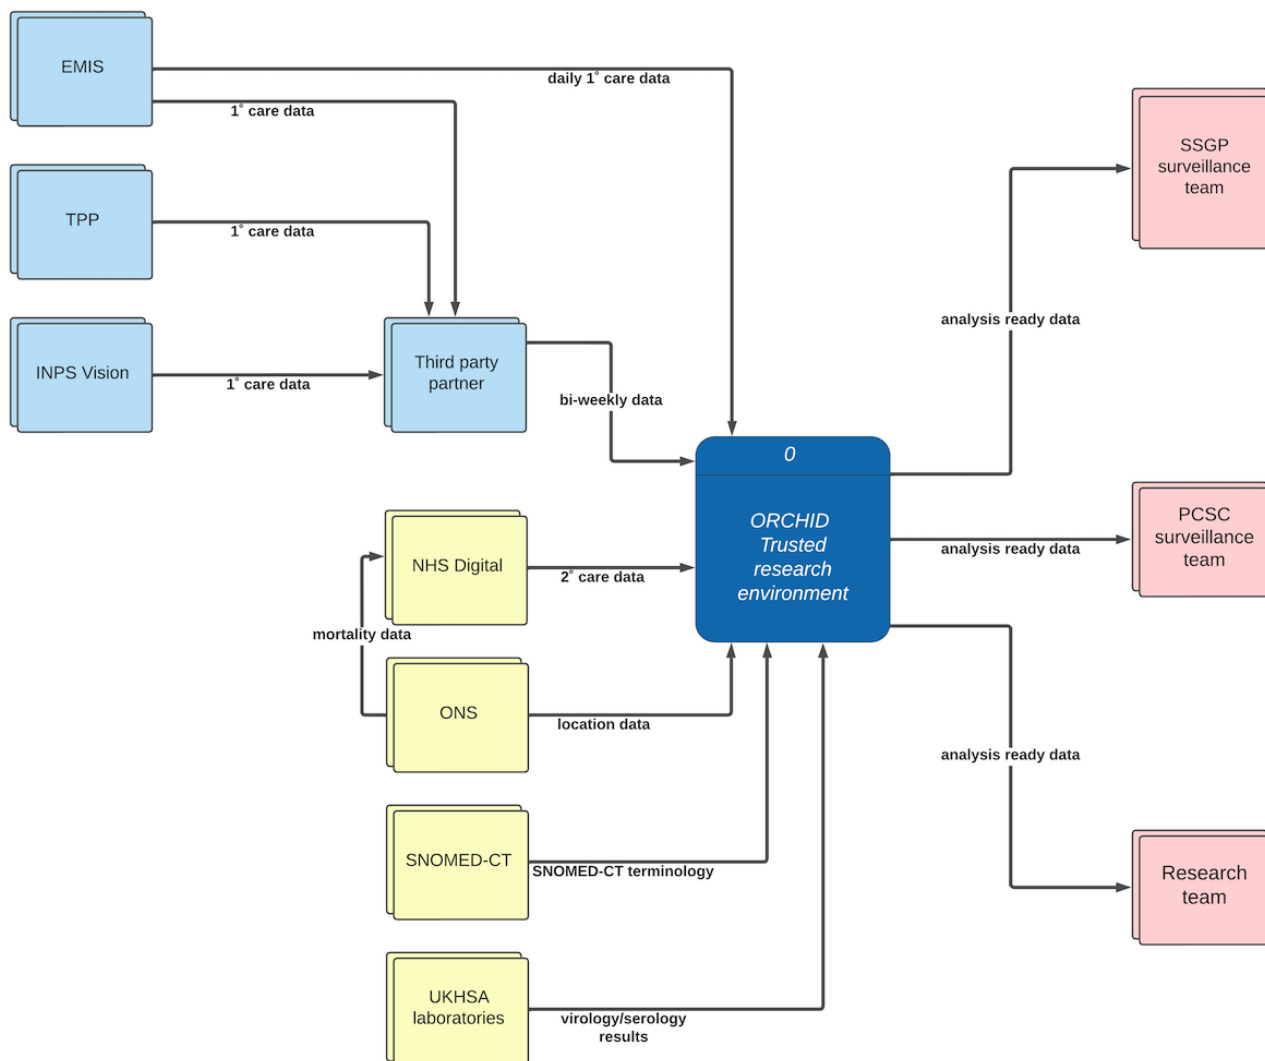 EMIS
daily 1° care data
1° care data
SSGP
surveillance
team
TPP
1° care data
analysis ready data
INPS Vision
1° care data
Third party
partner
bi-weekly data
0
ORCHID
Trusted
research
environment
PCSC
surveillance
team
analysis ready data
NHS Digital
2° care data
mortality data
ONS
location data
analysis ready data
SNOMED-CT
SNOMED-CT terminology
Research
team
UKHSA
laboratories
virology/serology
results